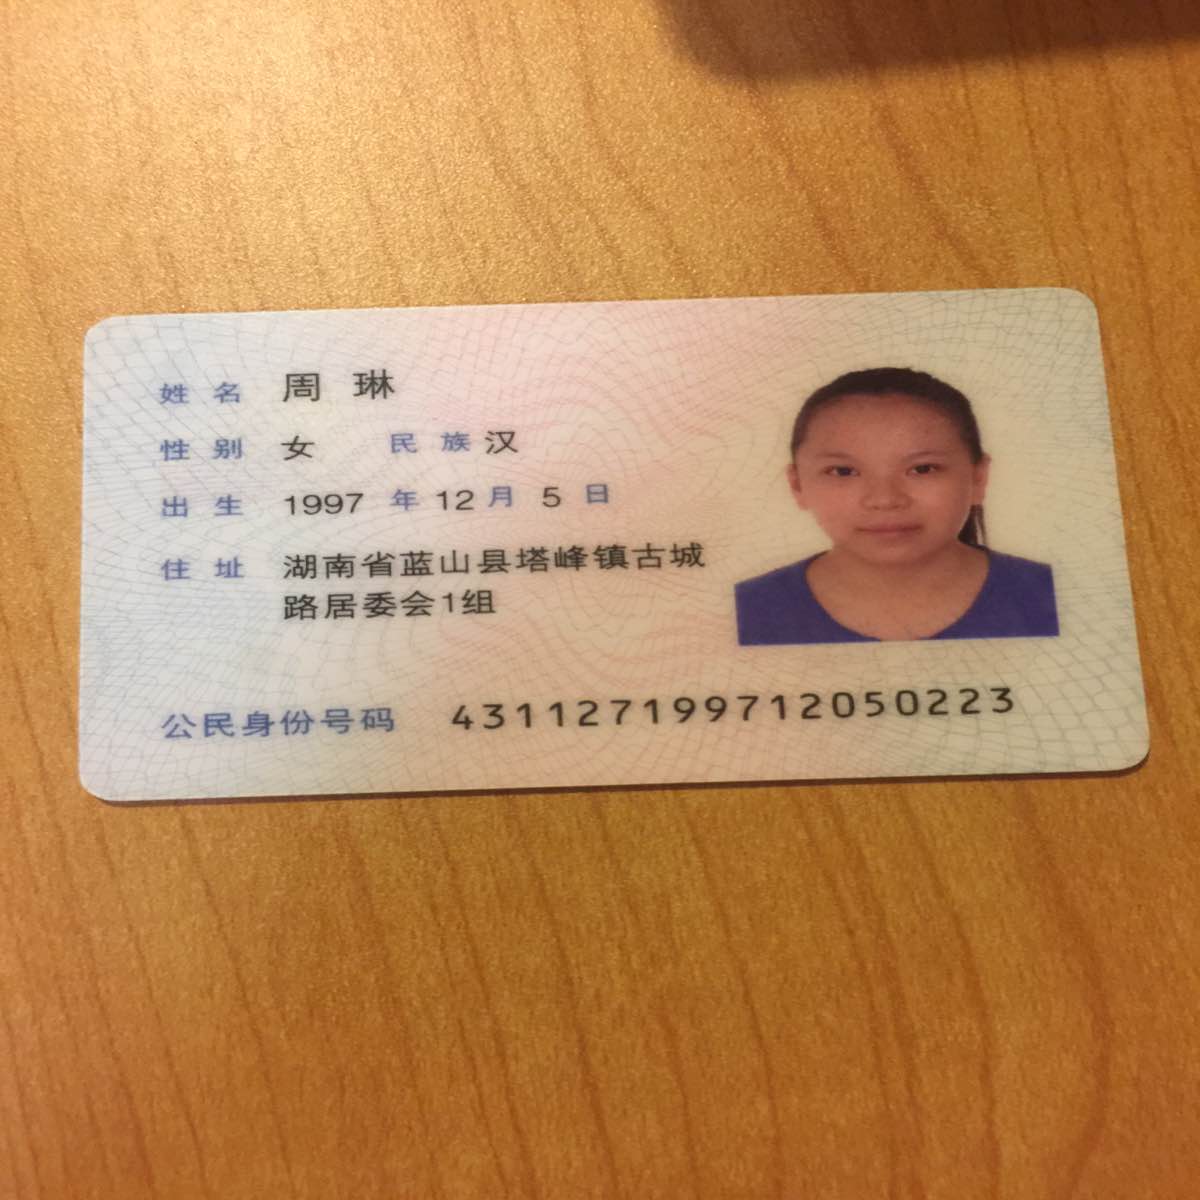 姓名 周琳
性别 女 民族 汉
出生 1997 年 12 月 5 日
住址 湖南省蓝山县塔峰镇古城
路居委会1组
公民身份号码 431127199712050223